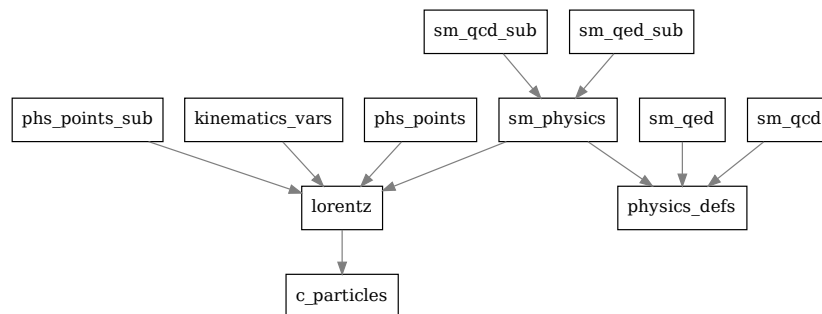 sm_qcd_sub
sm_qed_sub
phs_points_sub
kinematics_vars
phs_points
sm_physics
sm_qed
sm_qcd
lorentz
physics_defs
c_particles